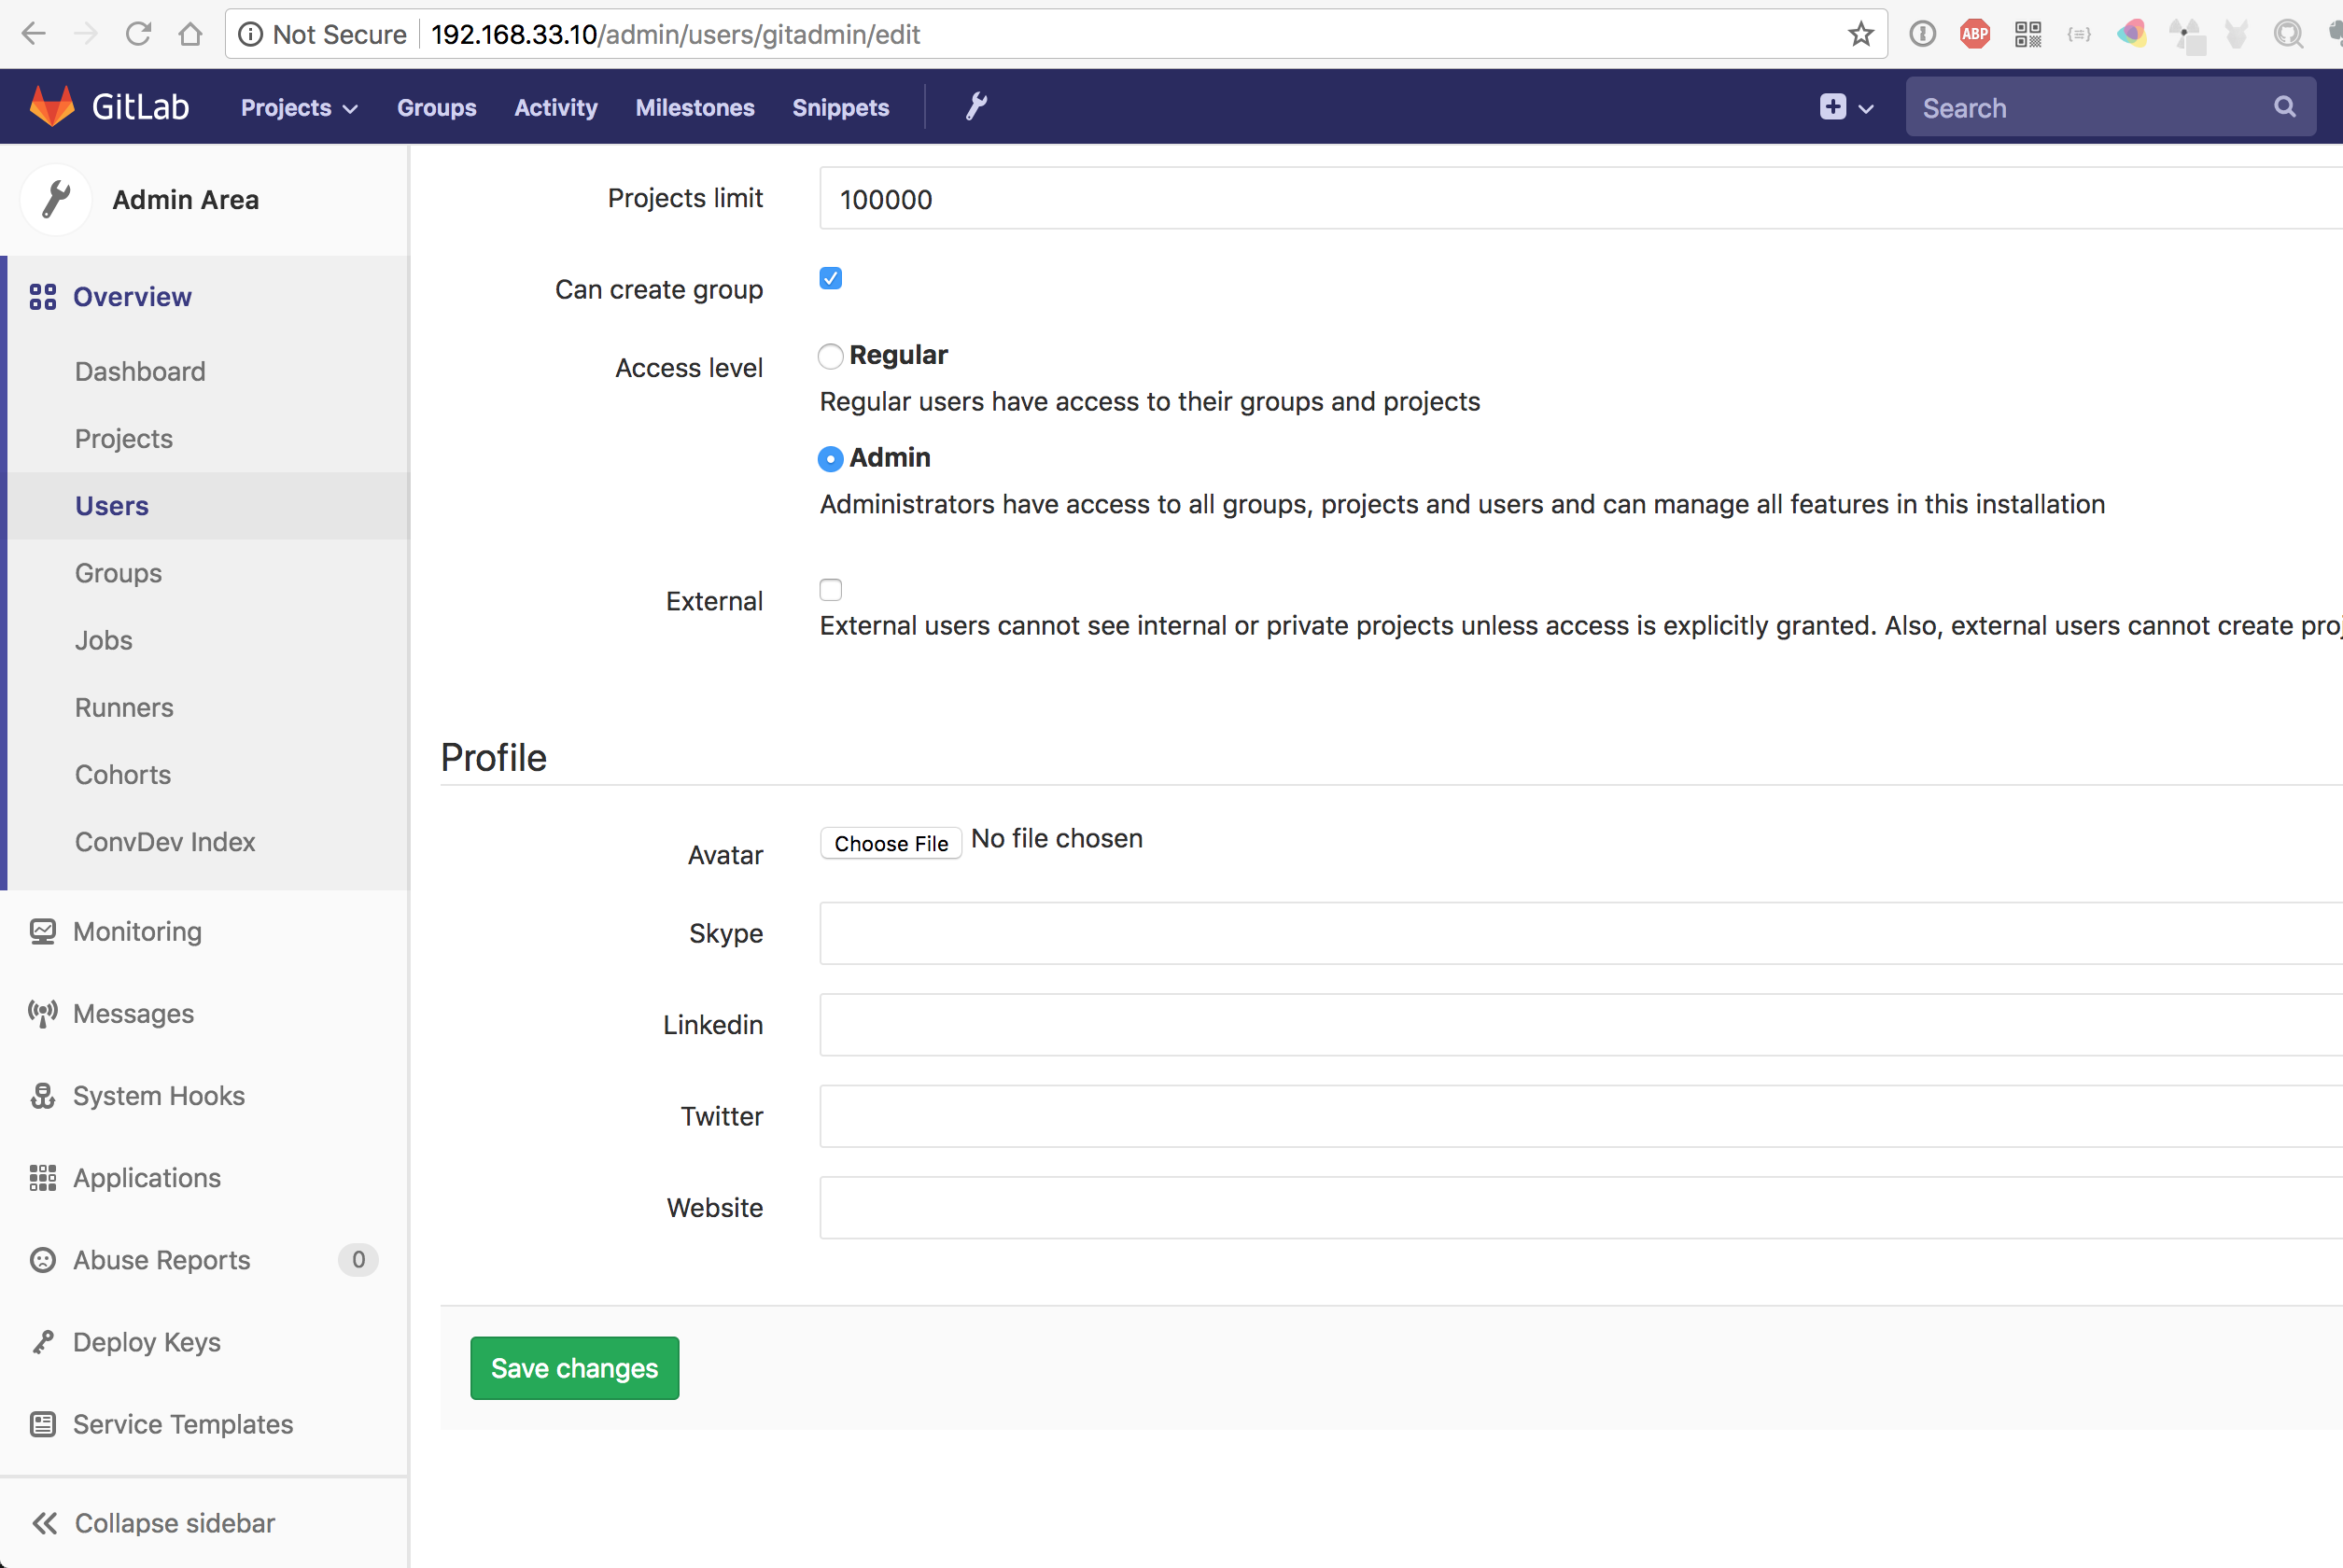 Not Secure 192.168.33.10/admin/users/gitadmin/edit
ABP
GitLab Projects Groups Activity Milestones Snippets Search
Admin Area
Overview
Dashboard
Projects
Users
Groups
Jobs
Runners
Cohorts
ConvDev Index
Monitoring
Messages
System Hooks
Applications
Abuse Reports 0
Deploy Keys
Service Templates
Collapse sidebar
Projects limit 100000
Can create group
Access level Regular
Regular users have access to their groups and projects
Admin
Administrators have access to all groups, projects and users and can manage all features in this installation
External
External users cannot see internal or private projects unless access is explicitly granted. Also, external users cannot create proj
Profile
Avatar Choose File No file chosen
Skype
Linkedin
Twitter
Website
Save changes